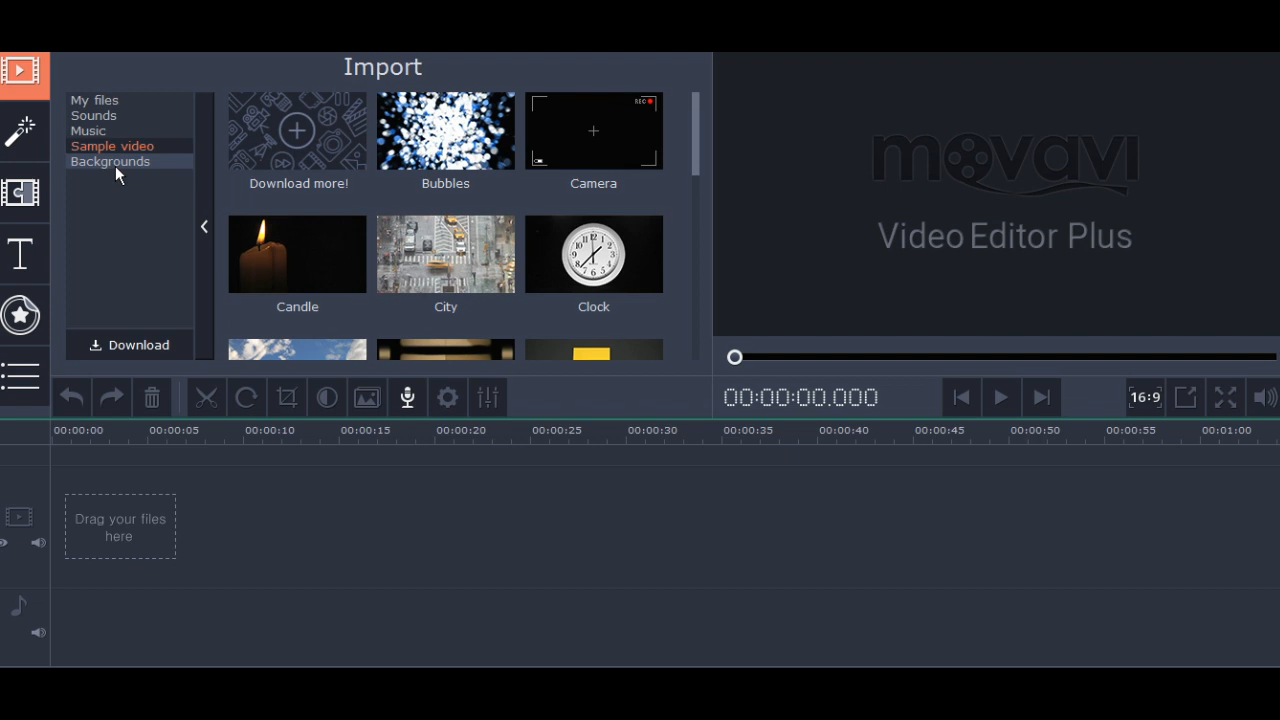 Import
My files
Sounds
Music
Sample video
Backgrounds
Download
Download more!
Bubbles
REC
Camera
Candle
City
Clock
movavi
Video Editor Plus
00:00:00.000
16:9
00:00:00 00:00:05 00:00:10 00:00:15 00:00:20 00:00:25 00:00:30 00:00:35 00:00:40 00:00:45 00:00:50 00:00:55 00:01:00
Drag your files
here